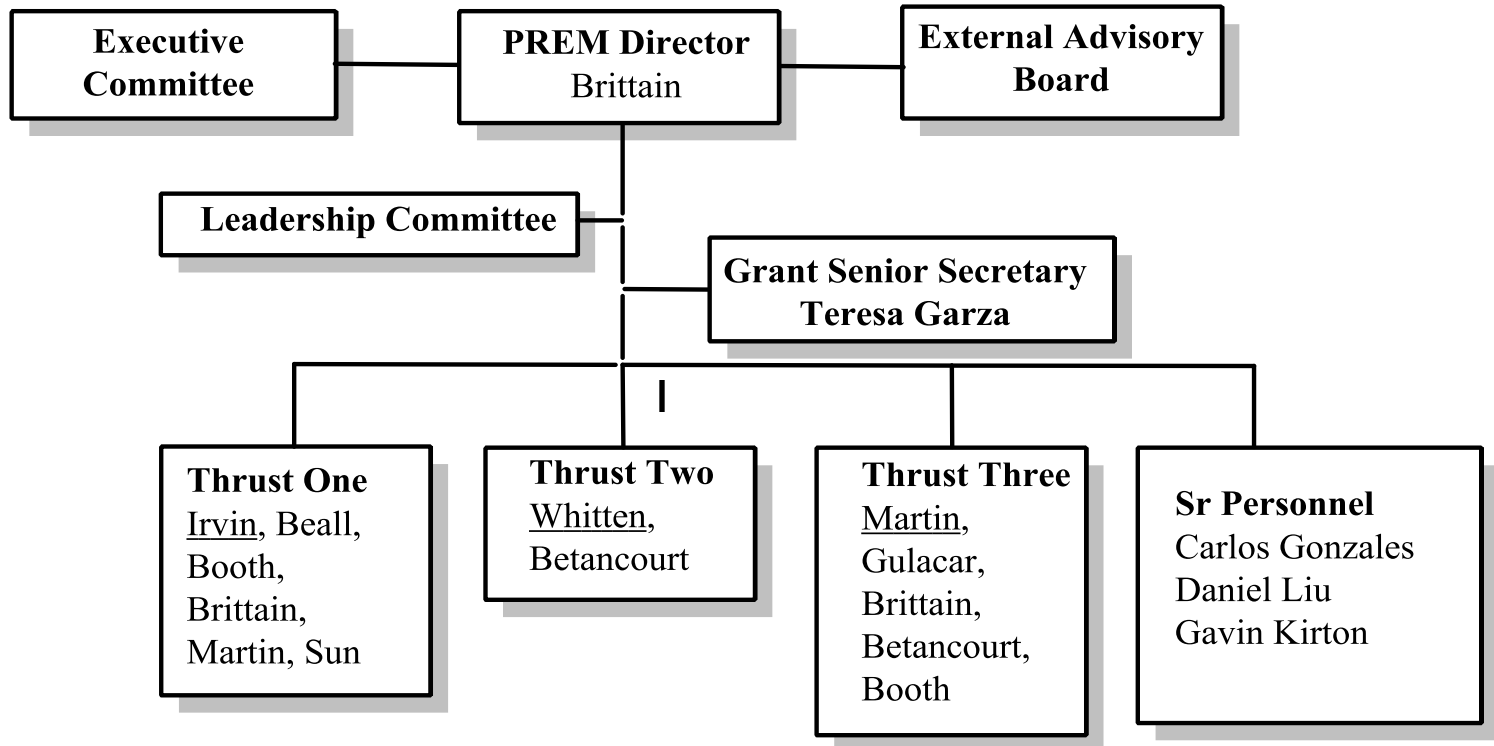 Executive
Committee
PREM Director
Brittain
External Advisory
Board
Leadership Committee
Grant Senior Secretary
Teresa Garza
Thrust One
Irvin, Beall,
Booth,
Brittain,
Martin, Sun
Thrust Two
Whitten,
Betancourt
Thrust Three
Martin,
Gulacar,
Brittain,
Betancourt,
Booth
Sr Personnel
Carlos Gonzales
Daniel Liu
Gavin Kirton